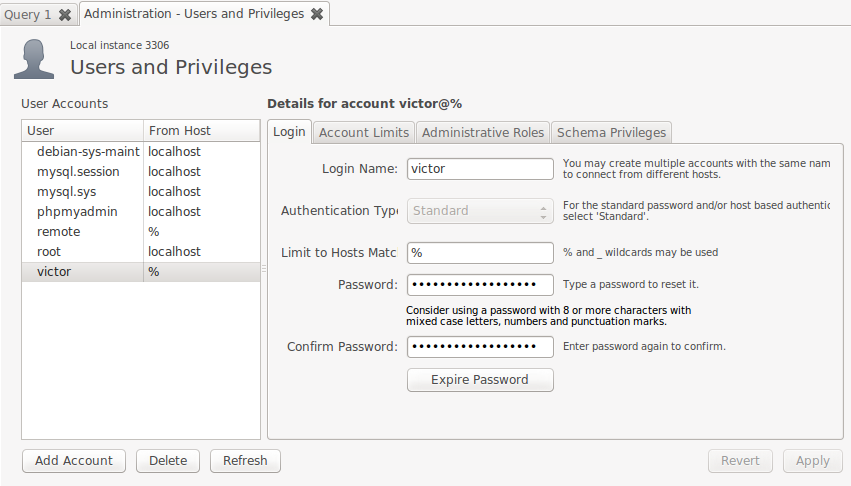 Query 1
Administration - Users and Privileges
Local instance 3306
Users and Privileges
User Accounts
User From Host
debian-sys-maint localhost
mysql.session localhost
mysql.sys localhost
phpmyadmin localhost
remote %
root localhost
victor %
Details for account victor@%
Login Account Limits Administrative Roles Schema Privileges
Login Name: victor You may create multiple accounts with the same nam
to connect from different hosts.
Authentication Type Standard For the standard password and/or host based authentic
select 'Standard'.
Limit to Hosts Matc % % and _ wildcards may be used
Password: •••••••••••••••••• Type a password to reset it.
Consider using a password with 8 or more characters with
mixed case letters, numbers and punctuation marks.
Confirm Password: •••••••••••••••••• Enter password again to confirm.
Expire Password
Add Account Delete Refresh Revert Apply